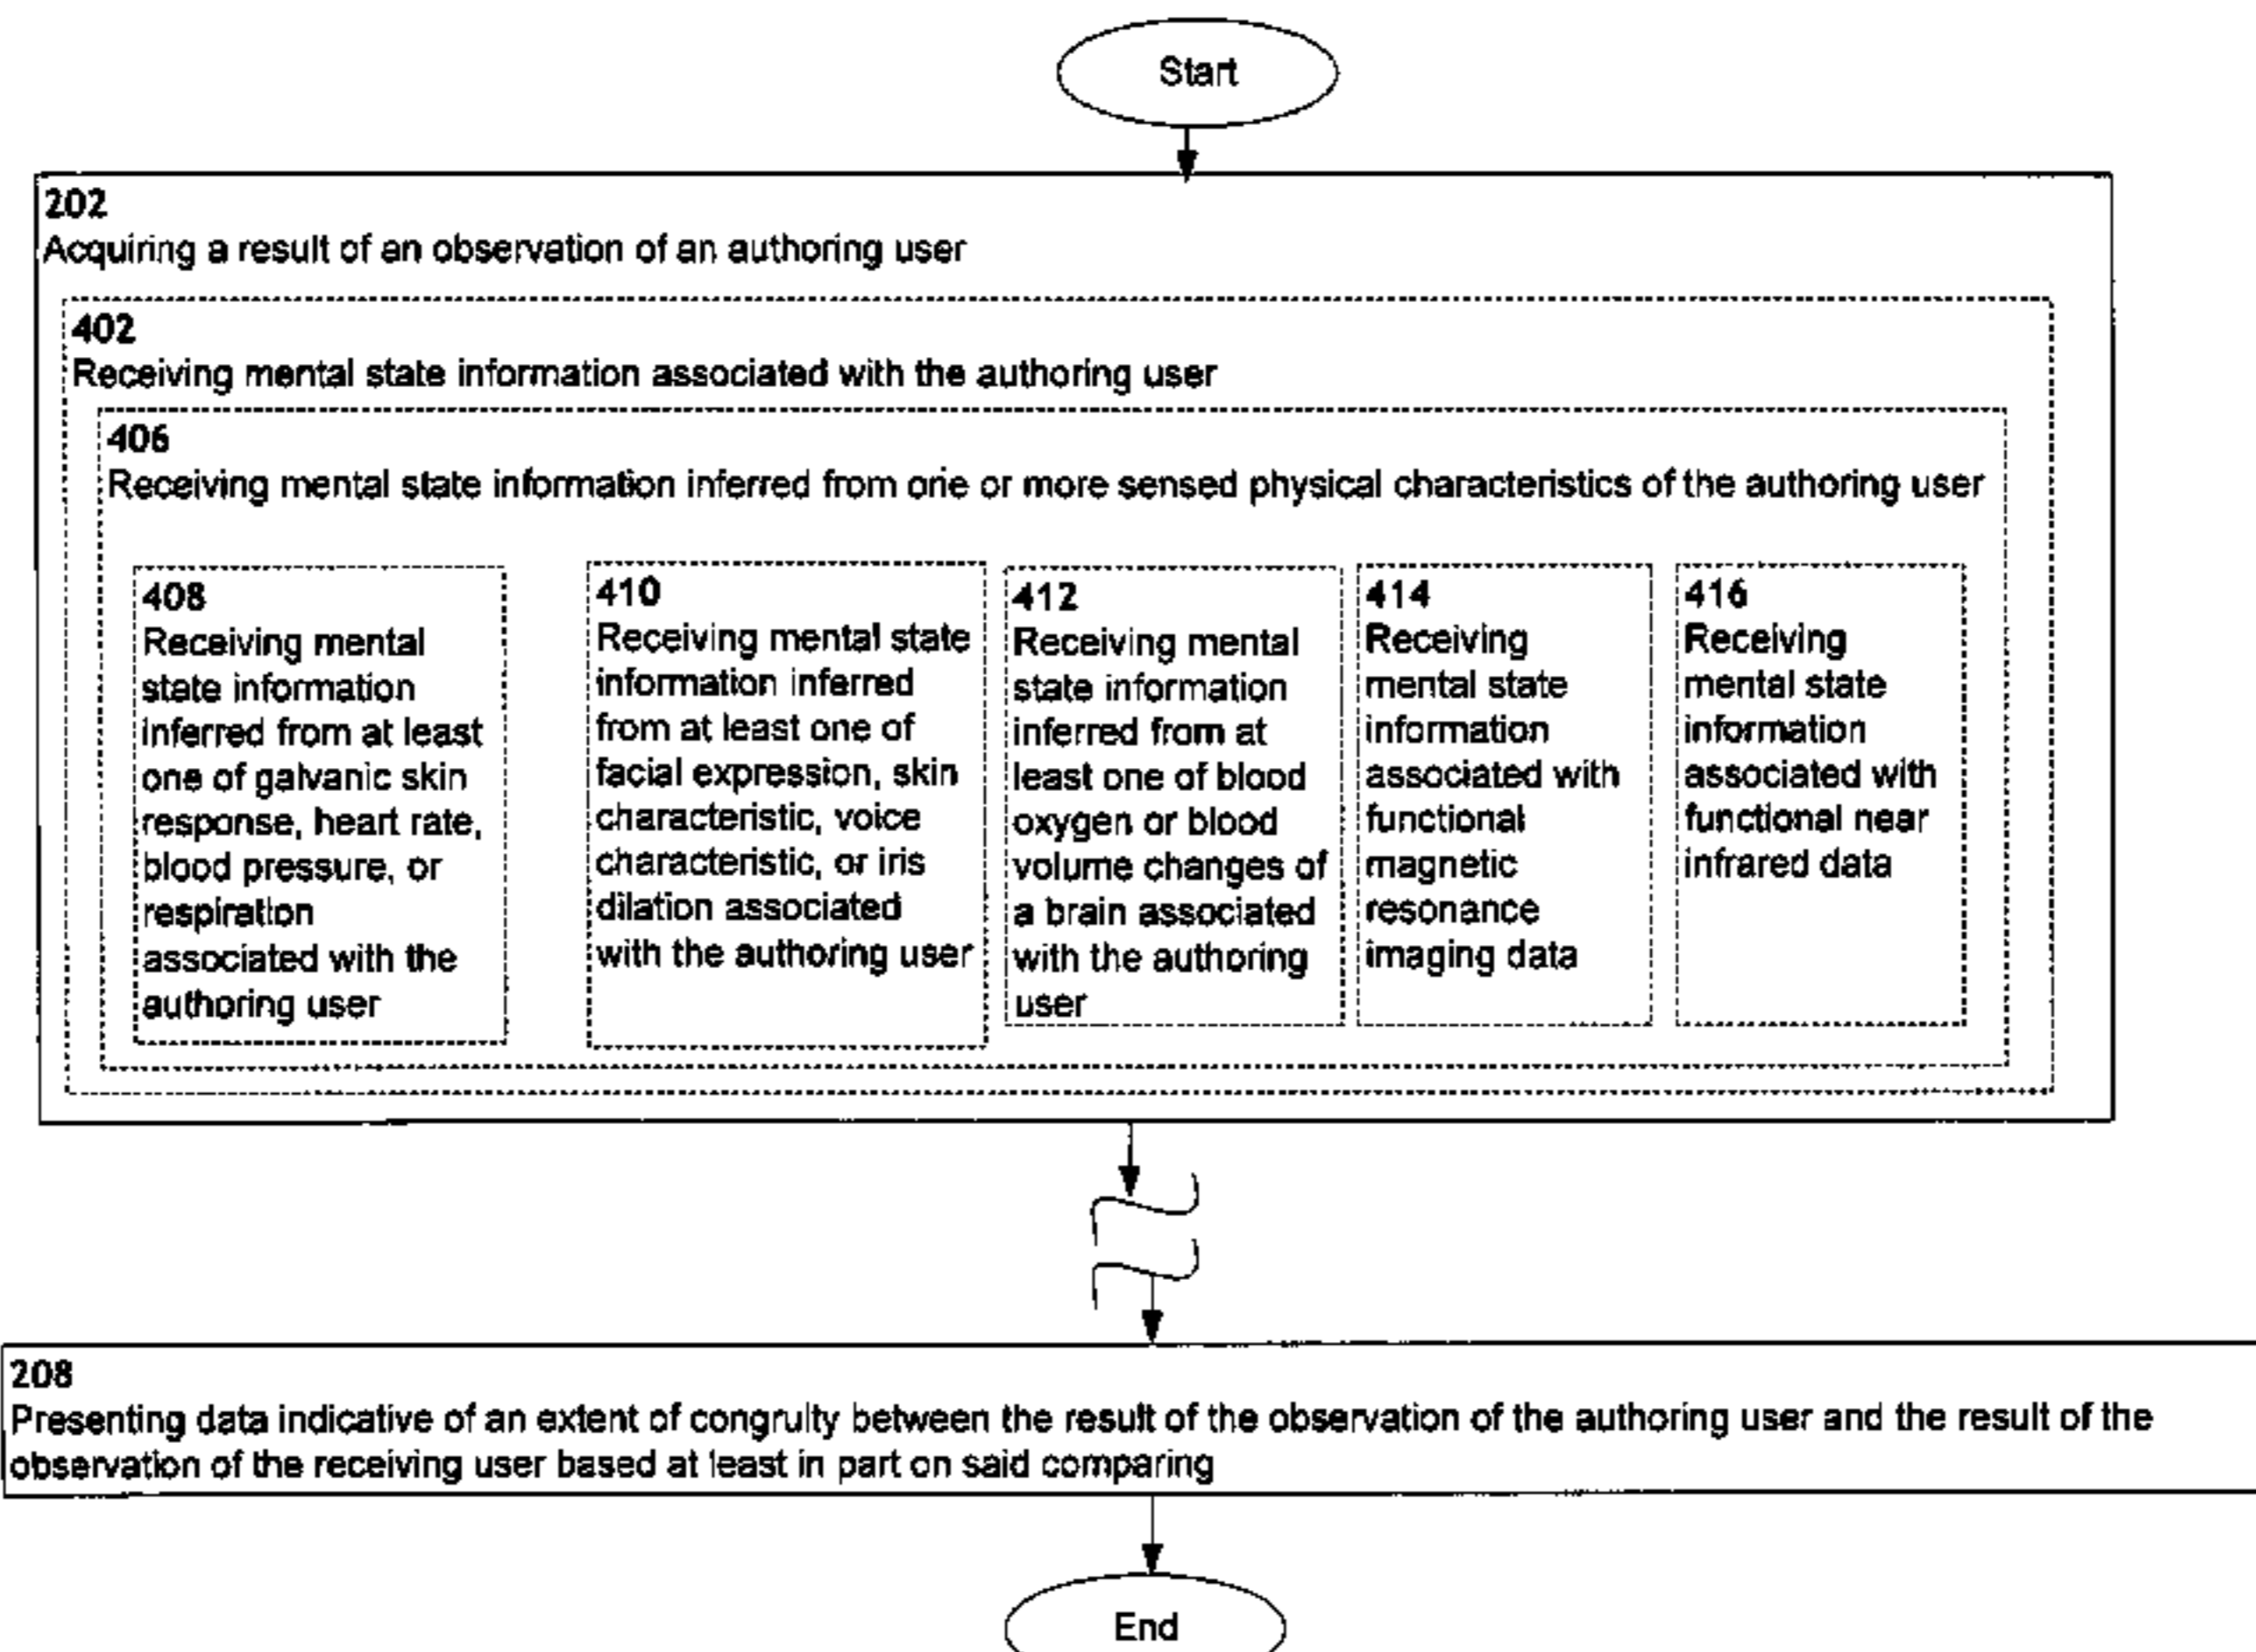 Start
202
Acquiring a result of an observation of an authoring user
402
Receiving mental state information associated with the authoring user
406
Receiving mental state information inferred from one or more sensed physical characteristics of the authoring user
408
Receiving mental
state information
inferred from at least
one of galvanic skin
response, heart rate,
blood pressure, or
respiration
associated with the
authoring user
410
Receiving mental state
information inferred
from at least one of
facial expression, skin
characteristic, voice
characteristic, or iris
dilation associated
with the authoring user
412
Receiving mental
state information
inferred from at
least one of blood
oxygen or blood
volume changes of
a brain associated
with the authoring
user
414
Receiving
mental state
information
associated with
functional
magnetic
resonance
imaging data
416
Receiving
mental state
information
associated with
functional near
infrared data
208
Presenting data indicative of an extent of congruity between the result of the observation of the authoring user and the result of the
observation of the receiving user based at least in part on said comparing
End